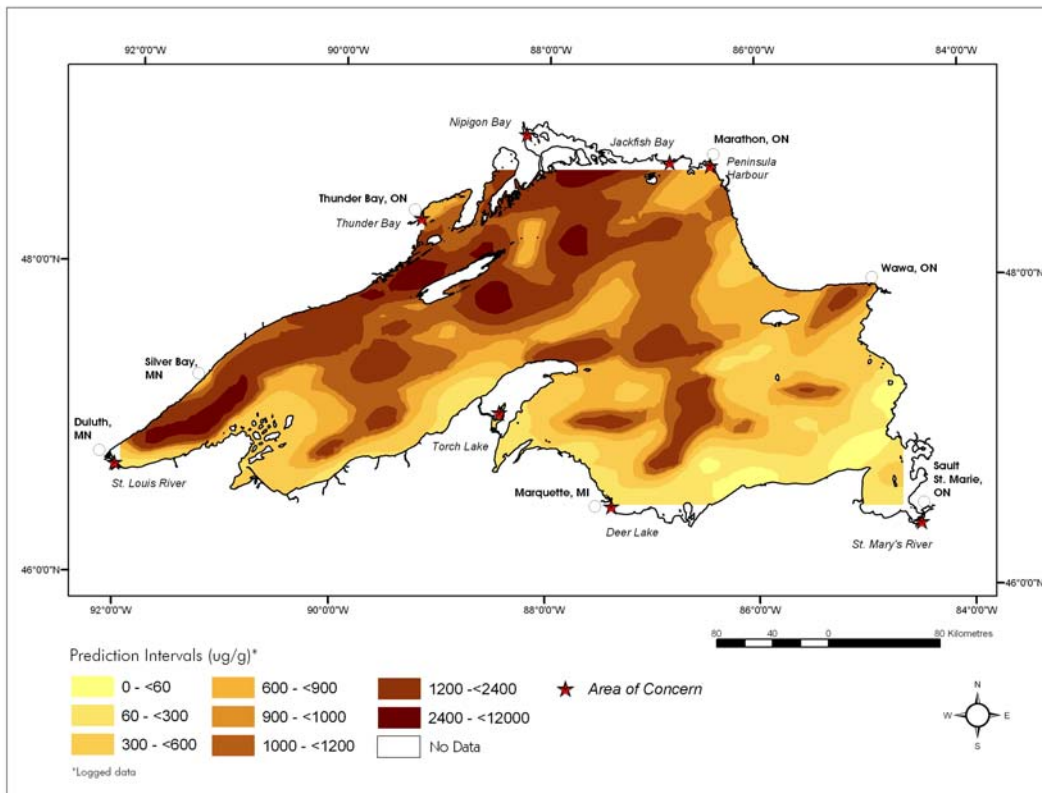 92°0'0"W 90°0'0"W 88°0'0"W 86°0'0"W 84°0'0"W
Nipigon Bay
Jackfish Bay
Marathon, ON
Peninsula
Harbour
Thunder Bay, ON
Thunder Bay
48°0'0"N
48°0'0"N
Wawa, ON
Silver Bay,
MN
Duluth,
MN
St. Louis River
Torch Lake
Marquette, MI
Deer Lake
Sault
St. Marie,
ON
St. Mary's River
46°0'0"N
46°0'0"N
92°0'0"W 90°0'0"W 88°0'0"W 86°0'0"W 84°0'0"W
80 40 0 80 Kilometres
Prediction Intervals (ug/g)*
0 - <60
60 - <300
300 - <600
600 - <900
900 - <1000
1000 - <1200
1200 -<2400
2400 - <12000
No Data
Area of Concern
*Logged data
N
W E
S